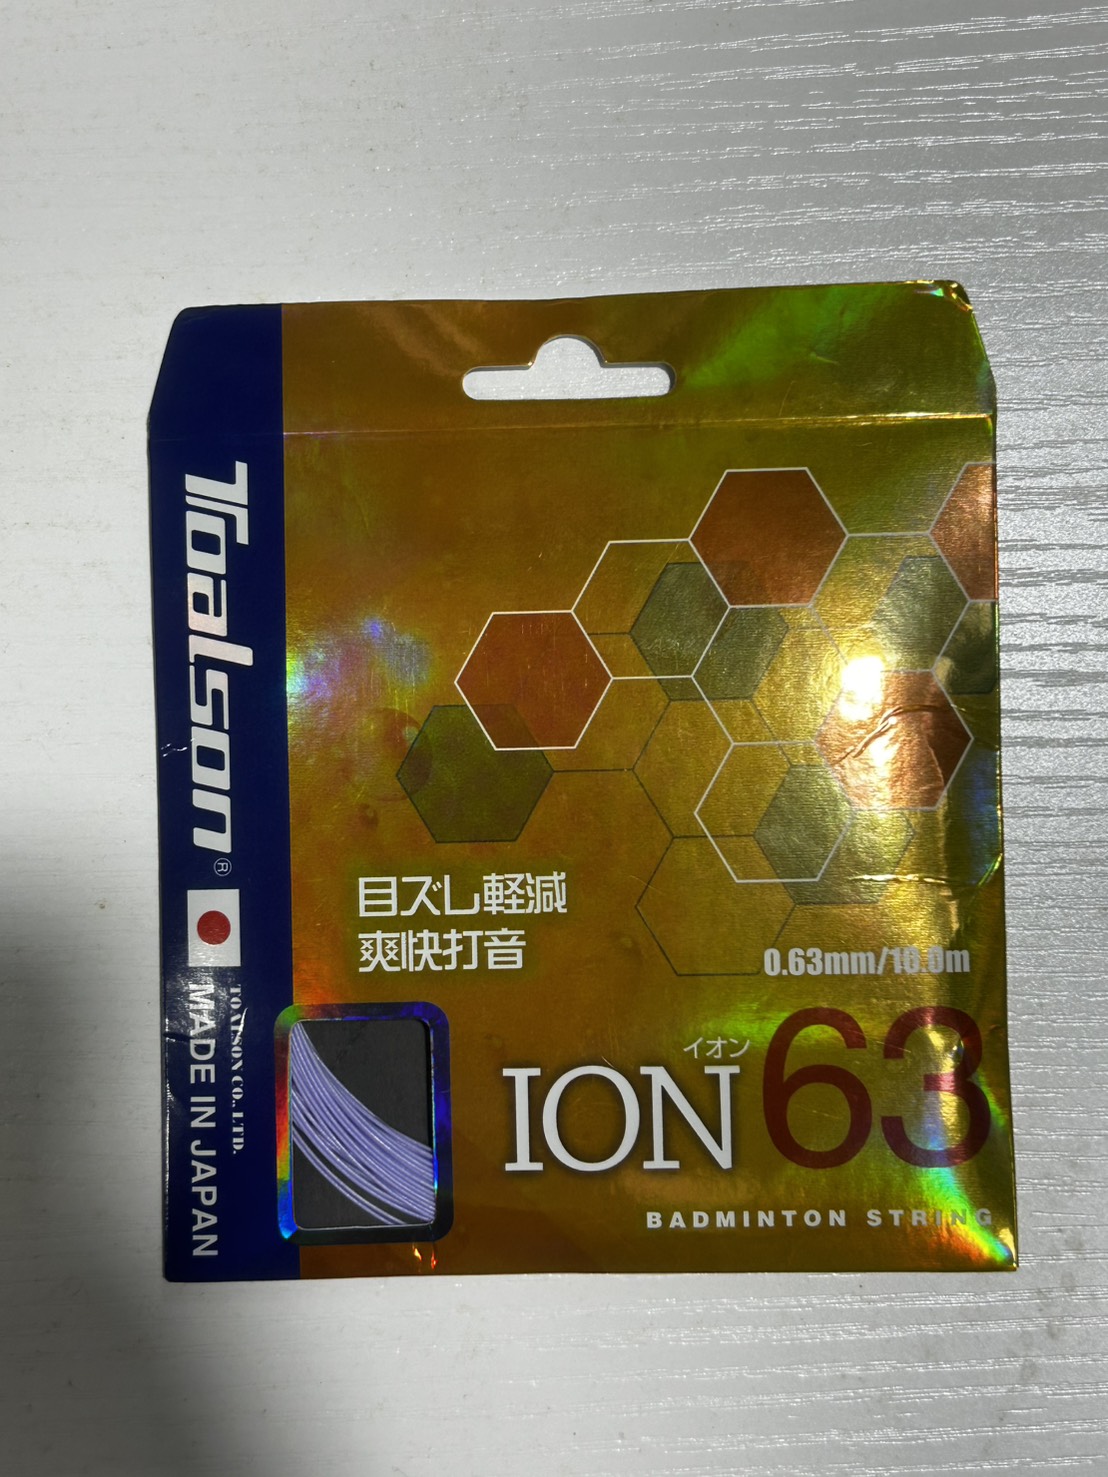 Toalson®
TOALSON CO., LTD.
MADE IN JAPAN
目ズレ軽減
爽快打音
0.63mm/10.0m
イオン
ION 63
BADMINTON STRING